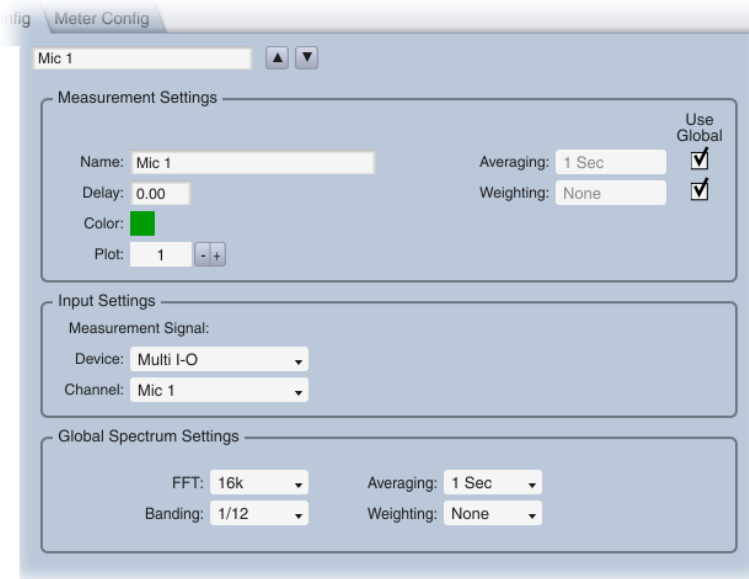 Meter Config
Mic 1
Measurement Settings
Use
Global
Name: Mic 1 Averaging: 1 Sec
Delay: 0.00 Weighting: None
Color:
Plot: 1 - +
Input Settings
Measurement Signal:
Device: Multi I-O
Channel: Mic 1
Global Spectrum Settings
FFT: 16k Averaging: 1 Sec
Banding: 1/12 Weighting: None